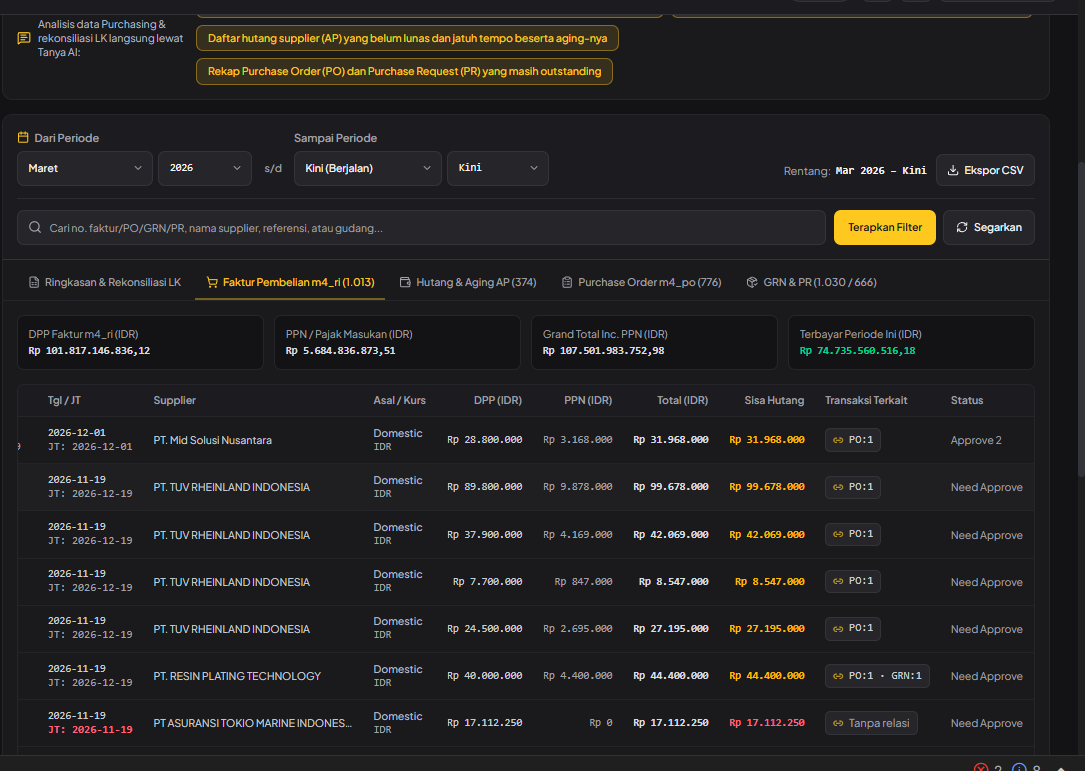 Analisis data Purchasing &
rekonsiliasi LK langsung lewat
Tanya AI:
Daftar hutang supplier (AP) yang belum lunas dan jatuh tempo beserta aging-nya
Rekap Purchase Order (PO) dan Purchase Request (PR) yang masih outstanding
Dari Periode
Sampai Periode
Maret
2026
s/d
Kini (Berjalan)
Kini
Rentang: Mar 2026 – Kini
Ekspor CSV
Cari no. faktur/PO/GRN/PR, nama supplier, referensi, atau gudang...
Terapkan Filter
Segarkan
Ringkasan & Rekonsiliasi LK
Faktur Pembelian m4_ri (1.013)
Hutang & Aging AP (374)
Purchase Order m4_po (776)
GRN & PR (1.030 / 666)
DPP Faktur m4_ri (IDR)
Rp 101.817.146.836,12
PPN / Pajak Masukan (IDR)
Rp 5.684.836.873,51
Grand Total Inc. PPN (IDR)
Rp 107.501.983.752,98
Terbayar Periode Ini (IDR)
Rp 74.735.560.516,18
Tgl / JT Supplier Asal / Kurs DPP (IDR) PPN (IDR) Total (IDR) Sisa Hutang Transaksi Terkait Status
2026-12-01
JT: 2026-12-01
PT. Mid Solusi Nusantara
Domestic
IDR
Rp 28.800.000 Rp 3.168.000 Rp 31.968.000 Rp 31.968.000 PO:1 Approve 2
2026-11-19
JT: 2026-12-19
PT. TUV RHEINLAND INDONESIA
Domestic
IDR
Rp 89.800.000 Rp 9.878.000 Rp 99.678.000 Rp 99.678.000 PO:1 Need Approve
2026-11-19
JT: 2026-12-19
PT. TUV RHEINLAND INDONESIA
Domestic
IDR
Rp 37.900.000 Rp 4.169.000 Rp 42.069.000 Rp 42.069.000 PO:1 Need Approve
2026-11-19
JT: 2026-12-19
PT. TUV RHEINLAND INDONESIA
Domestic
IDR
Rp 7.700.000 Rp 847.000 Rp 8.547.000 Rp 8.547.000 PO:1 Need Approve
2026-11-19
JT: 2026-12-19
PT. TUV RHEINLAND INDONESIA
Domestic
IDR
Rp 24.500.000 Rp 2.695.000 Rp 27.195.000 Rp 27.195.000 PO:1 Need Approve
2026-11-19
JT: 2026-12-19
PT. RESIN PLATING TECHNOLOGY
Domestic
IDR
Rp 40.000.000 Rp 4.400.000 Rp 44.400.000 Rp 44.400.000 PO:1 · GRN:1 Need Approve
2026-11-19
JT: 2026-11-19
PT ASURANSI TOKIO MARINE INDONES...
Domestic
IDR
Rp 17.112.250 Rp 0 Rp 17.112.250 Rp 17.112.250 Tanpa relasi Need Approve